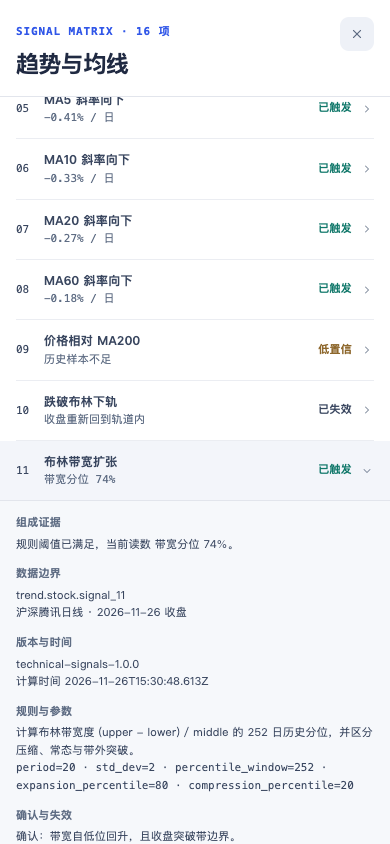 SIGNAL MATRIX · 16 项
趋势与均线
05 MA5 斜率向下 已触发
−0.41% / 日
06 MA10 斜率向下 已触发
−0.33% / 日
07 MA20 斜率向下 已触发
−0.27% / 日
08 MA60 斜率向下 已触发
−0.18% / 日
09 价格相对 MA200 低置信
历史样本不足
10 跌破布林下轨 已失效
收盘重新回到轨道内
11 布林带宽扩张 已触发
带宽分位 74%
组成证据
规则阈值已满足，当前读数 带宽分位 74%。
数据边界
trend.stock.signal_11
沪深腾讯日线 · 2026-11-26 收盘
版本与时间
technical-signals-1.0.0
计算时间 2026-11-26T15:30:48.613Z
规则与参数
计算布林带宽度 (upper − lower) / middle 的 252 日历史分位，并区分
压缩、常态与带外突破。
period=20 · std_dev=2 · percentile_window=252 ·
expansion_percentile=80 · compression_percentile=20
确认与失效
确认：带宽自低位回升，且收盘突破带边界。